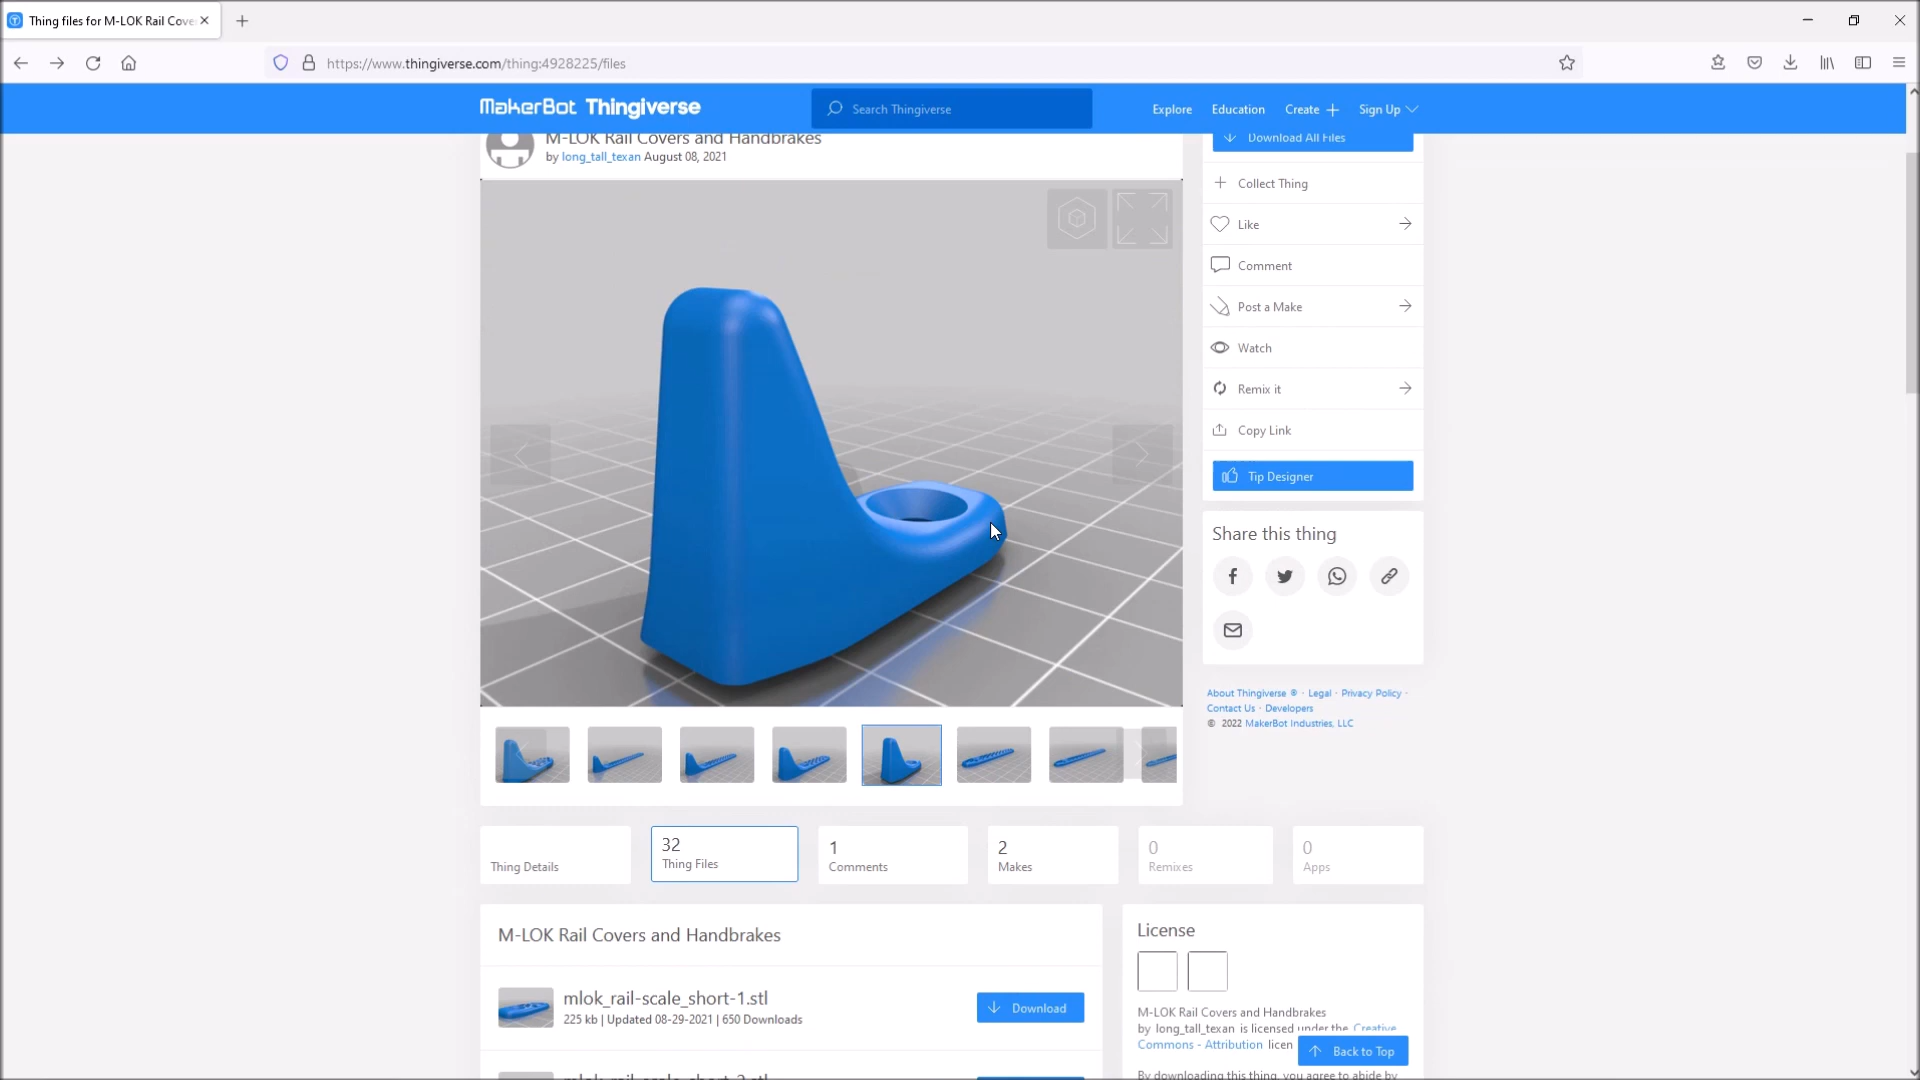 Thing files for M-LOK Rail Cove
https://www.thingiverse.com/thing:4928225/files
MakerBot Thingiverse
Search Thingiverse
Explore
Education
Create
Sign Up
M-LOK Rail Covers and Handbrakes
by long_tall_texan August 08, 2021
Download All Files
Collect Thing
Like
Comment
Post a Make
Watch
Remix it
Copy Link
Tip Designer
Share this thing
About Thingiverse ® · Legal · Privacy Policy ·
Contact Us · Developers
© 2022 MakerBot Industries, LLC
Thing Details
32
Thing Files
1
Comments
2
Makes
0
Remixes
0
Apps
M-LOK Rail Covers and Handbrakes
mlok_rail-scale_short-1.stl
225 kb | Updated 08-29-2021 | 650 Downloads
Download
License
M-LOK Rail Covers and Handbrakes
by long_tall_texan is licensed under the Creative
Commons - Attribution licen
Back to Top
By downloading this thing, you agree to abide by